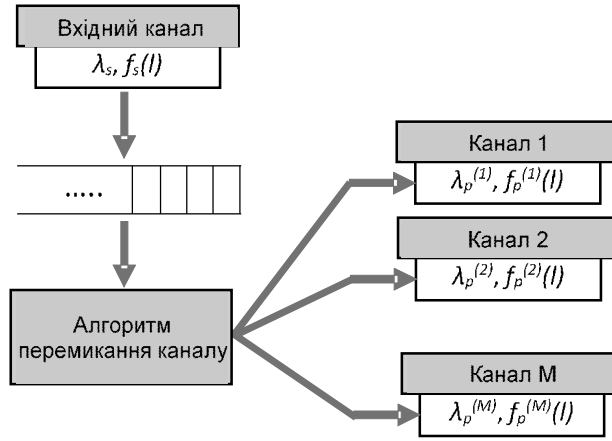 Вхідний канал
λs, fs(l)
.....
Алгоритм
перемикання каналу
Канал 1
λp(1), fp(1)(l)
Канал 2
λp(2), fp(2)(l)
Канал М
λp(M), fp(M)(l)